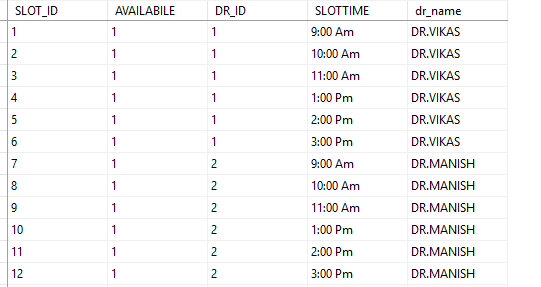 SLOT_ID AVAILABILE DR_ID SLOTTIME dr_name
1 1 1 9:00 Am DR.VIKAS
2 1 1 10:00 Am DR.VIKAS
3 1 1 11:00 Am DR.VIKAS
4 1 1 1:00 Pm DR.VIKAS
5 1 1 2:00 Pm DR.VIKAS
6 1 1 3:00 Pm DR.VIKAS
7 1 2 9:00 Am DR.MANISH
8 1 2 10:00 Am DR.MANISH
9 1 2 11:00 Am DR.MANISH
10 1 2 1:00 Pm DR.MANISH
11 1 2 2:00 Pm DR.MANISH
12 1 2 3:00 Pm DR.MANISH